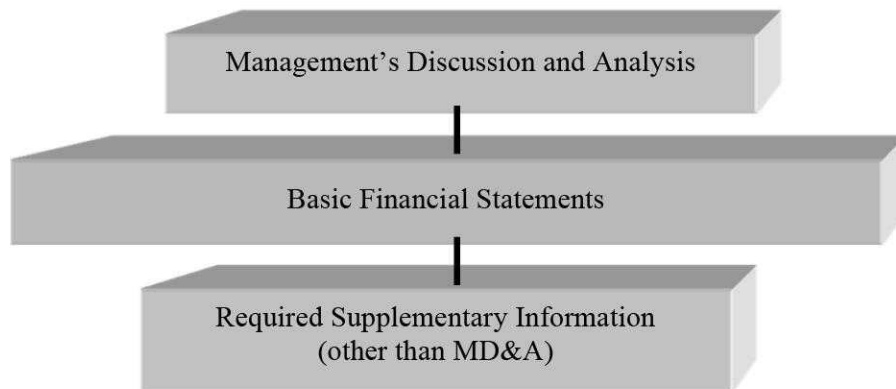 Management’s Discussion and Analysis
Basic Financial Statements
Required Supplementary Information
(other than MD&A)